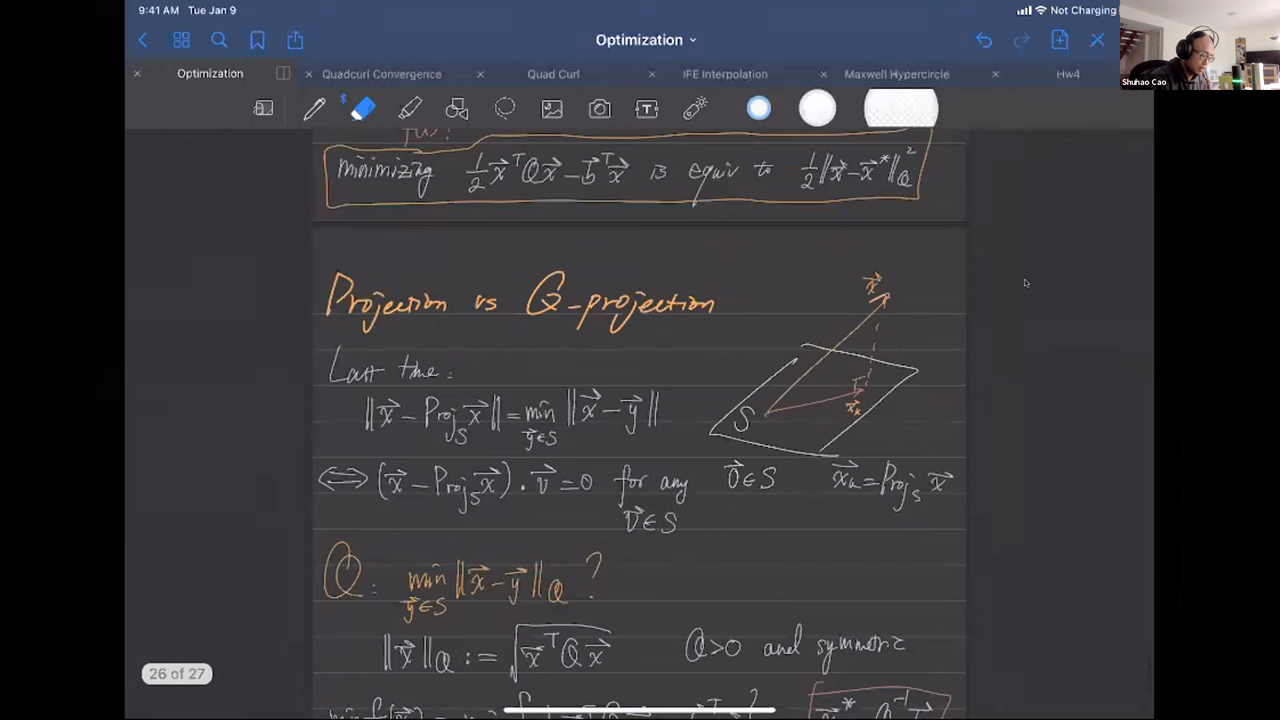 9:41 AM Tue Jan 9
Not Charging
Optimization
Optimization
Quadcurl Convergence
Quad Curl
IFE Interpolation
Maxwell Hypercircle
Hw4
Shuhao Cao
minimizing ½ x⃗ᵀQx⃗ − b⃗ᵀx⃗ is equiv to ½‖x⃗ − x⃗*‖²_Q
Projection vs Q-projection
x⃗
Last time:
S
x⃗ₖ
‖x⃗ − Proj_S x⃗‖ = min_{y⃗∈S} ‖x⃗ − y⃗‖
⟺ (x⃗ − Proj_S x⃗) · v⃗ = 0 for any v⃗ ∈ S
0⃗ ∈ S
x⃗ₖ = Proj_S x⃗
Q: min_{y⃗∈S} ‖x⃗ − y⃗‖_Q ?
‖x⃗‖_Q := √(x⃗ᵀQx⃗) Q>0 and symmetric
26 of 27